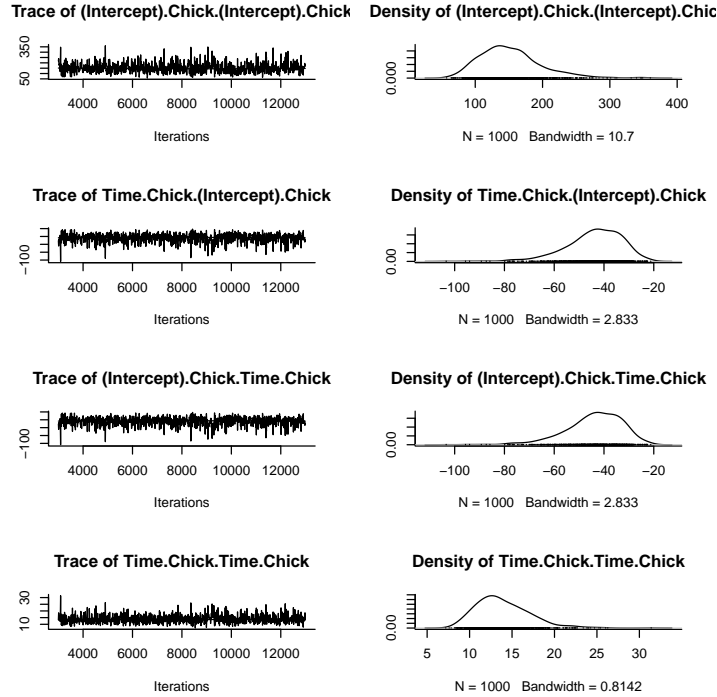 Trace of (Intercept).Chick.(Intercept).Chick
Density of (Intercept).Chick.(Intercept).Chic
50 350
4000 6000 8000 10000 12000
Iterations
0.000
100 200 300 400
N = 1000 Bandwidth = 10.7
Trace of Time.Chick.(Intercept).Chick
Density of Time.Chick.(Intercept).Chick
−100
4000 6000 8000 10000 12000
Iterations
0.00
−100 −80 −60 −40 −20
N = 1000 Bandwidth = 2.833
Trace of (Intercept).Chick.Time.Chick
Density of (Intercept).Chick.Time.Chick
−100
4000 6000 8000 10000 12000
Iterations
0.00
−100 −80 −60 −40 −20
N = 1000 Bandwidth = 2.833
Trace of Time.Chick.Time.Chick
Density of Time.Chick.Time.Chick
10 30
4000 6000 8000 10000 12000
Iterations
0.00
5 10 15 20 25 30
N = 1000 Bandwidth = 0.8142